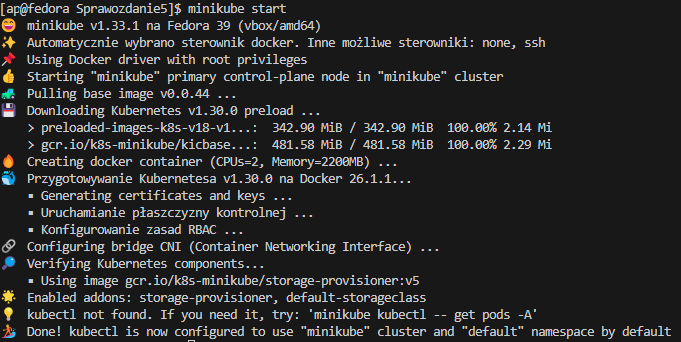 [ap@fedora Sprawozdanie5]$ minikube start
😄 minikube v1.33.1 na Fedora 39 (vbox/amd64)
✨ Automatycznie wybrano sterownik docker. Inne możliwe sterowniki: none, ssh
📌 Using Docker driver with root privileges
👍 Starting "minikube" primary control-plane node in "minikube" cluster
🚜 Pulling base image v0.0.44 ...
💾 Downloading Kubernetes v1.30.0 preload ...
> preloaded-images-k8s-v18-v1...: 342.90 MiB / 342.90 MiB 100.00% 2.14 Mi
> gcr.io/k8s-minikube/kicbase...: 481.58 MiB / 481.58 MiB 100.00% 2.29 Mi
🔥 Creating docker container (CPUs=2, Memory=2200MB) ...
🐳 Przygotowywanie Kubernetesa v1.30.0 na Docker 26.1.1...
▪ Generating certificates and keys ...
▪ Uruchamianie płaszczyzny kontrolnej ...
▪ Konfigurowanie zasad RBAC ...
🔗 Configuring bridge CNI (Container Networking Interface) ...
🔎 Verifying Kubernetes components...
▪ Using image gcr.io/k8s-minikube/storage-provisioner:v5
🌟 Enabled addons: storage-provisioner, default-storageclass
💡 kubectl not found. If you need it, try: 'minikube kubectl -- get pods -A'
🏄 Done! kubectl is now configured to use "minikube" cluster and "default" namespace by default